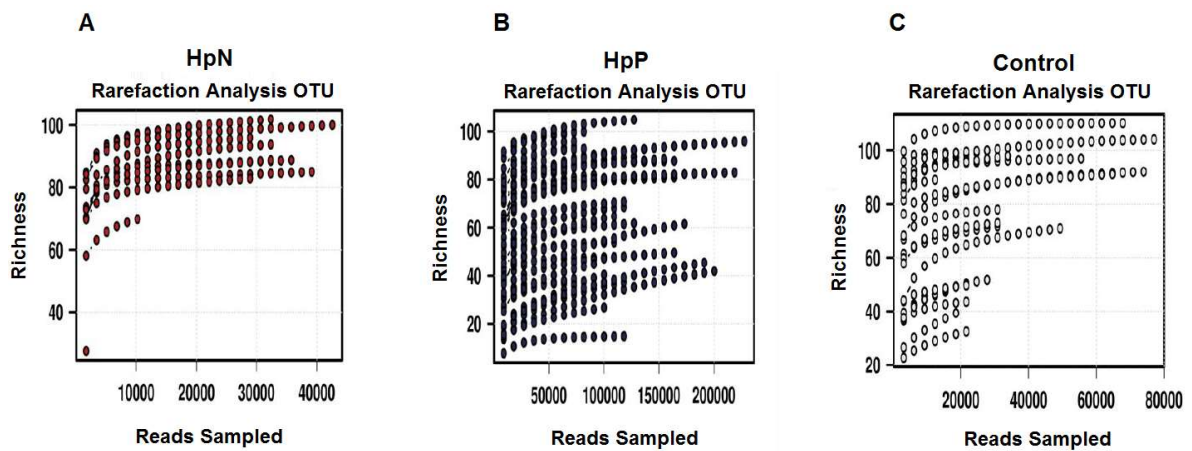 A
HpN
Rarefaction Analysis OTU
100
80
60
40
Richness
10000 20000 30000 40000
Reads Sampled
B
HpP
Rarefaction Analysis OTU
100
80
60
40
20
Richness
50000 100000 150000 200000
Reads Sampled
C
Control
Rarefaction Analysis OTU
100
80
60
40
20
Richness
20000 40000 60000 80000
Reads Sampled